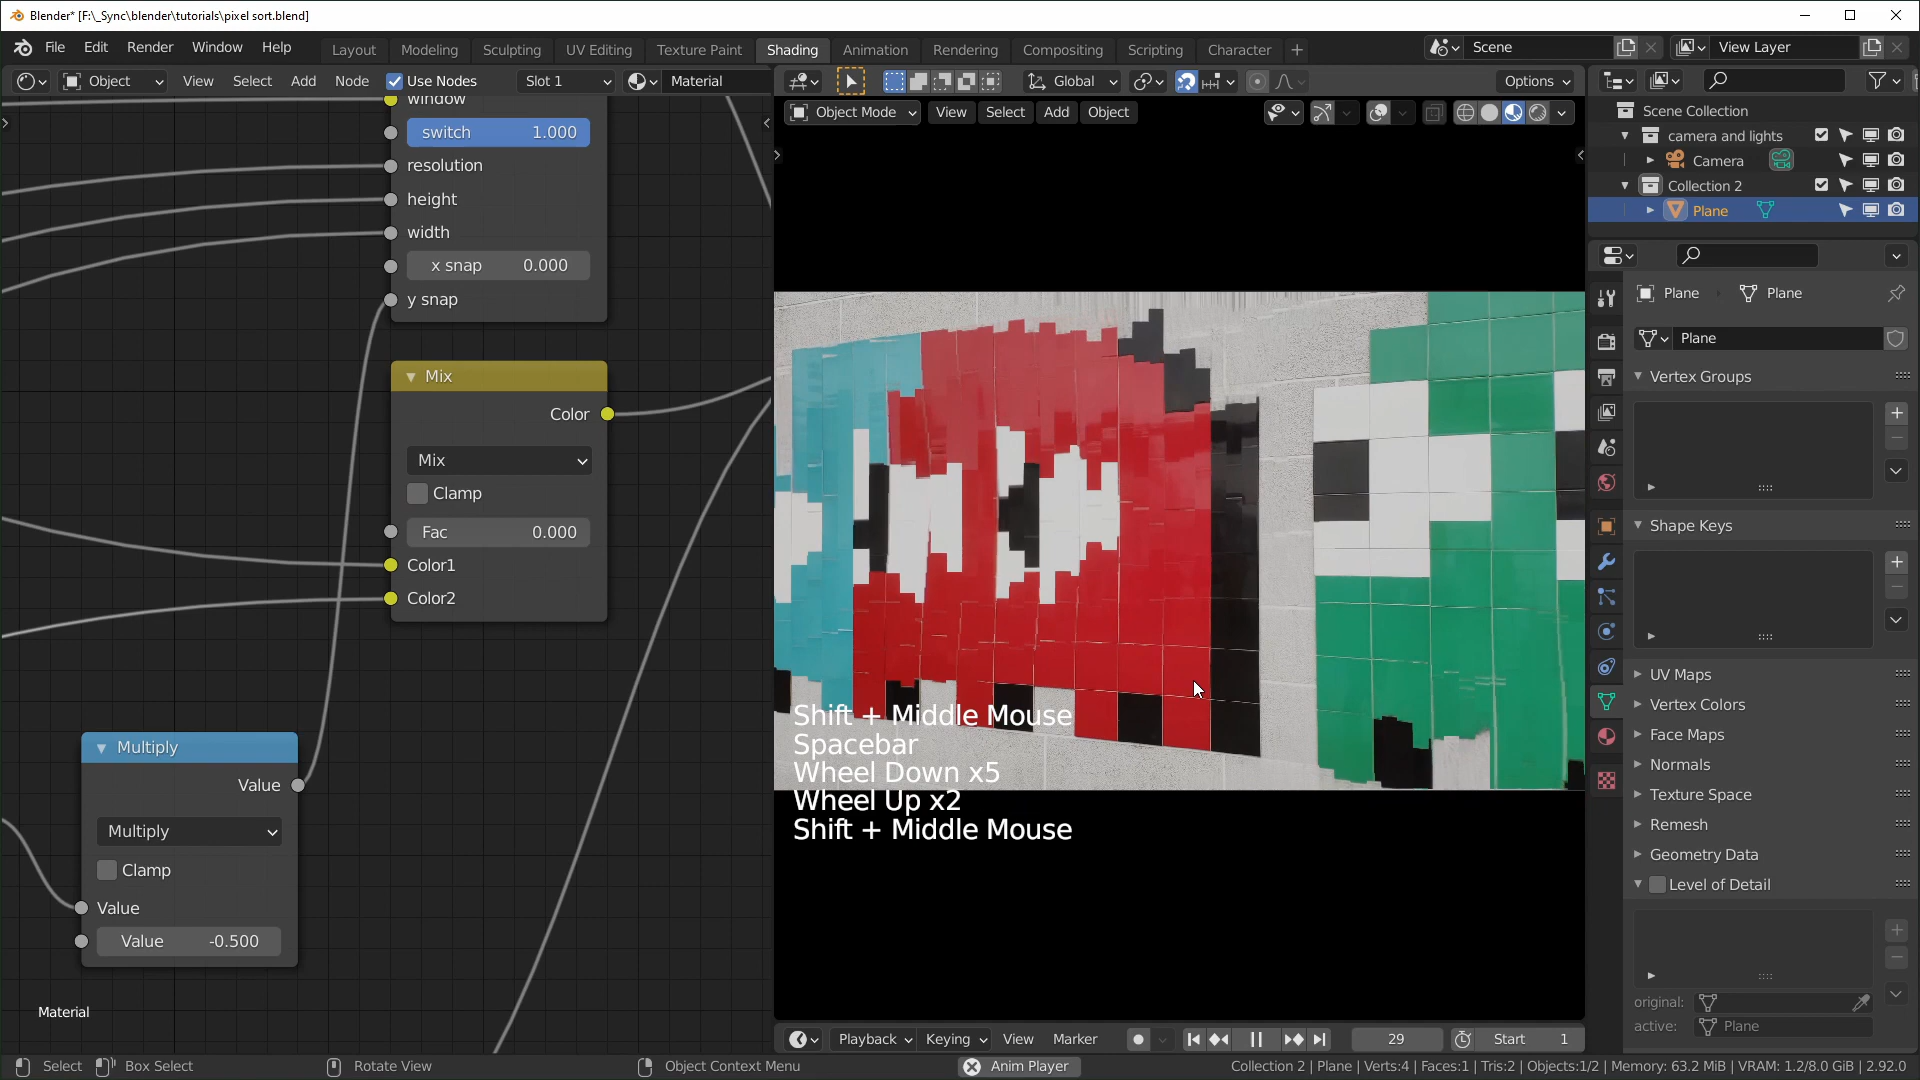 Blender* [F:\_Sync\blender\tutorials\pixel sort.blend]
File Edit Render Window Help
Layout Modeling Sculpting UV Editing Texture Paint Shading Animation Rendering Compositing Scripting Character +
Scene
View Layer
Object View Select Add Node Use Nodes Slot 1 Material
Global Options
Object Mode View Select Add Object
window
switch 1.000
resolution
height
width
x snap 0.000
y snap
Mix
Color
Mix
Clamp
Fac 0.000
Color1
Color2
Multiply
Value
Multiply
Clamp
Value
Value -0.500
Material
Shift + Middle Mouse
Spacebar
Wheel Down x5
Wheel Up x2
Shift + Middle Mouse
Scene Collection
camera and lights
Camera
Collection 2
Plane
Plane Plane
Plane
Vertex Groups
Shape Keys
UV Maps
Vertex Colors
Face Maps
Normals
Texture Space
Remesh
Geometry Data
Level of Detail
original:
active: Plane
Playback Keying View Marker 29 Start 1
Select Box Select Rotate View Object Context Menu Anim Player Collection 2 | Plane | Verts:4 | Faces:1 | Tris:2 | Objects:1/2 | Memory: 63.2 MiB | VRAM: 1.2/8.0 GiB | 2.92.0